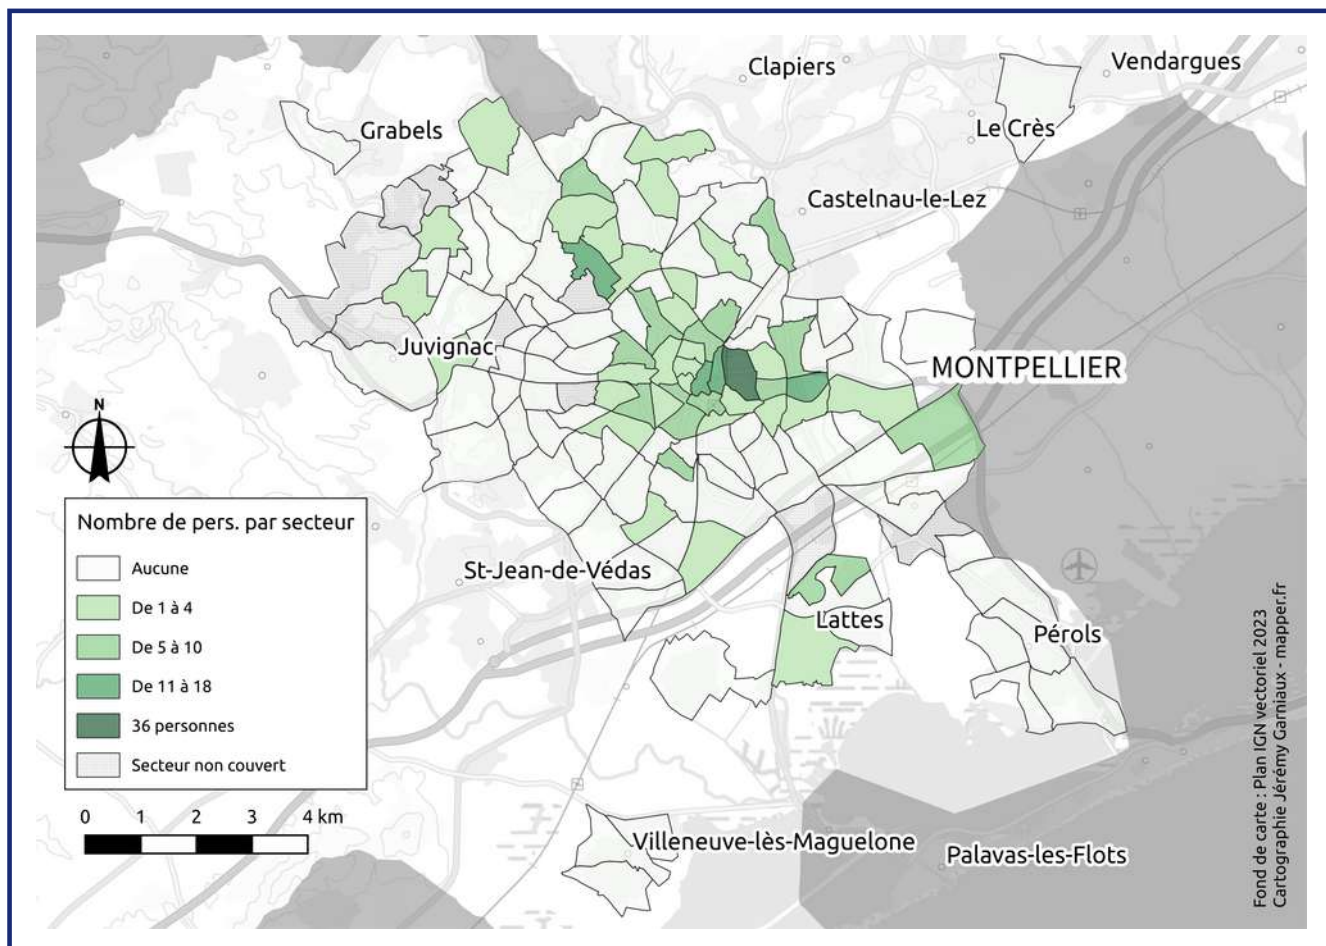 Vendargues
Clapiers
Grabels
Le Crès
Castelnau-le-Lez
Juvignac
MONTPELLIER
N
Nombre de pers. par secteur
Aucune
De 1 à 4
De 5 à 10
De 11 à 18
36 personnes
Secteur non couvert
0 1 2 3 4 km
St-Jean-de-Védas
Lattes
Pérols
Villeneuve-lès-Maguelone
Palavas-les-Flots
Fond de carte : Plan IGN vectoriel 2023
Cartographie Jérémy Garniaux - mapper.fr